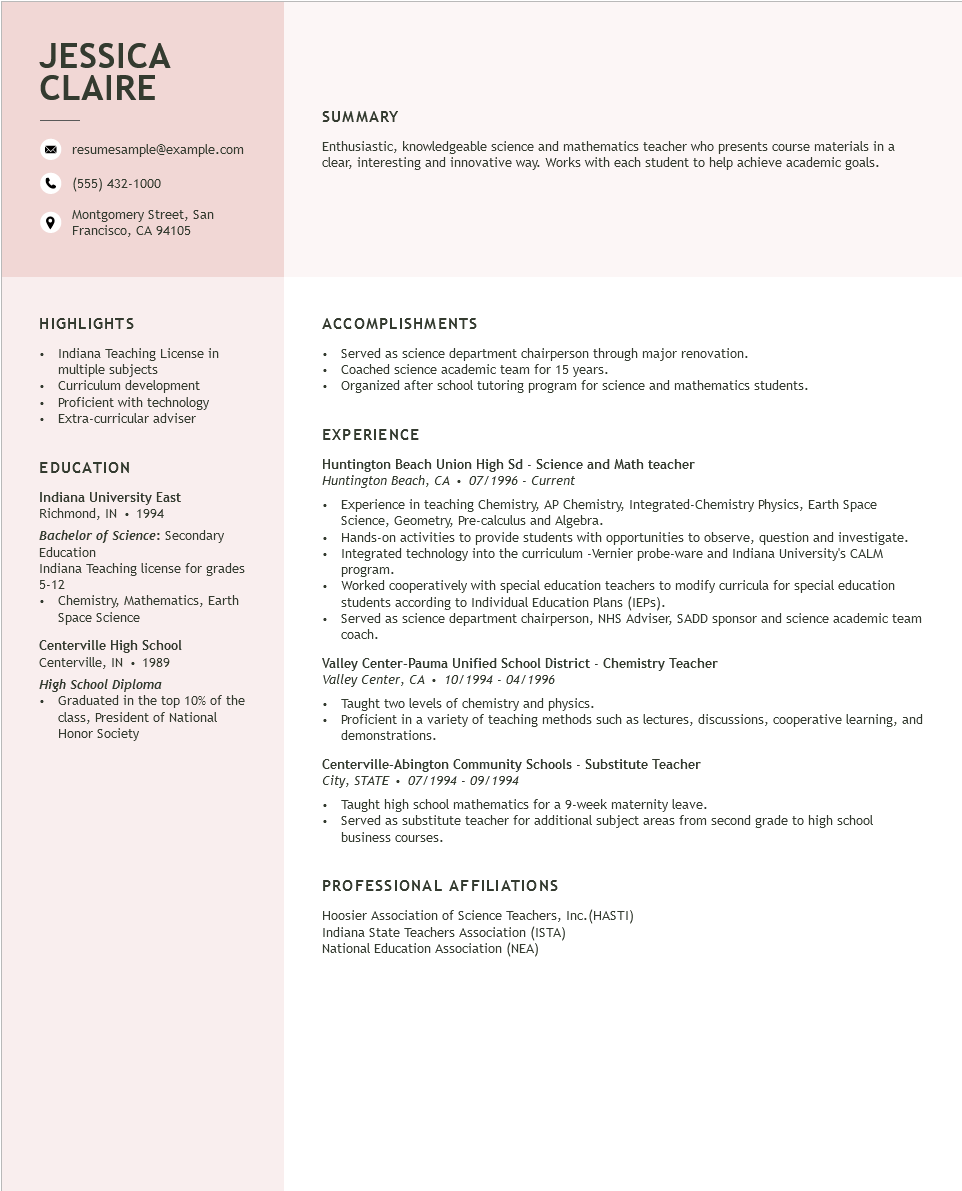 JESSICA
CLAIRE
resumesample@example.com
(555) 432-1000
Montgomery Street, San
Francisco, CA 94105
SUMMARY
Enthusiastic, knowledgeable science and mathematics teacher who presents course materials in a
clear, interesting and innovative way. Works with each student to help achieve academic goals.
HIGHLIGHTS
• Indiana Teaching License in
multiple subjects
• Curriculum development
• Proficient with technology
• Extra-curricular adviser
EDUCATION
Indiana University East
Richmond, IN • 1994
Bachelor of Science: Secondary
Education
Indiana Teaching license for grades
5-12
• Chemistry, Mathematics, Earth
Space Science
Centerville High School
Centerville, IN • 1989
High School Diploma
• Graduated in the top 10% of the
class, President of National
Honor Society
ACCOMPLISHMENTS
• Served as science department chairperson through major renovation.
• Coached science academic team for 15 years.
• Organized after school tutoring program for science and mathematics students.
EXPERIENCE
Huntington Beach Union High Sd - Science and Math teacher
Huntington Beach, CA • 07/1996 - Current
• Experience in teaching Chemistry, AP Chemistry, Integrated-Chemistry Physics, Earth Space
Science, Geometry, Pre-calculus and Algebra.
• Hands-on activities to provide students with opportunities to observe, question and investigate.
• Integrated technology into the curriculum -Vernier probe-ware and Indiana University's CALM
program.
• Worked cooperatively with special education teachers to modify curricula for special education
students according to Individual Education Plans (IEPs).
• Served as science department chairperson, NHS Adviser, SADD sponsor and science academic team
coach.
Valley Center-Pauma Unified School District - Chemistry Teacher
Valley Center, CA • 10/1994 - 04/1996
• Taught two levels of chemistry and physics.
• Proficient in a variety of teaching methods such as lectures, discussions, cooperative learning, and
demonstrations.
Centerville-Abington Community Schools - Substitute Teacher
City, STATE • 07/1994 - 09/1994
• Taught high school mathematics for a 9-week maternity leave.
• Served as substitute teacher for additional subject areas from second grade to high school
business courses.
PROFESSIONAL AFFILIATIONS
Hoosier Association of Science Teachers, Inc.(HASTI)
Indiana State Teachers Association (ISTA)
National Education Association (NEA)